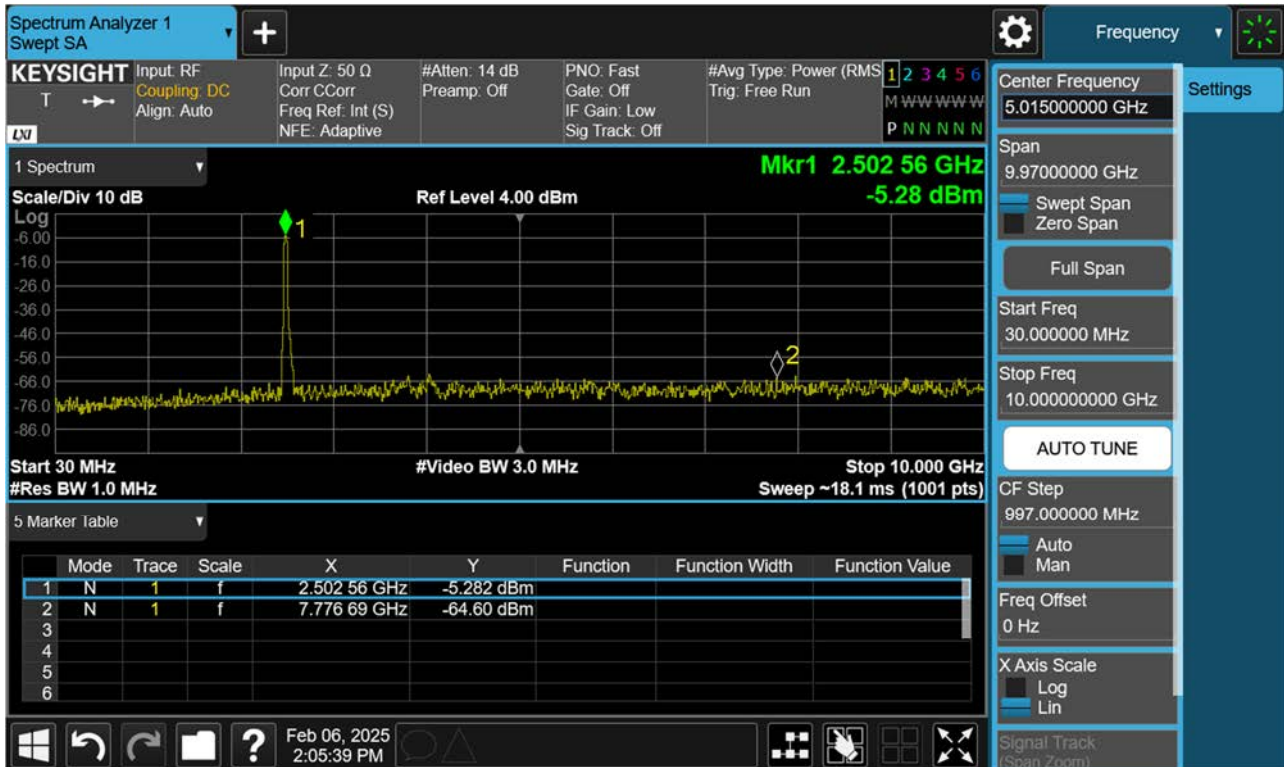 Spectrum Analyzer 1
Swept SA
+
Frequency
KEYSIGHT
T
LXI
Input: RF
Coupling: DC
Align: Auto
Input Z: 50 Ω
Corr CCorr
Freq Ref: Int (S)
NFE: Adaptive
#Atten: 14 dB
Preamp: Off
PNO: Fast
Gate: Off
IF Gain: Low
Sig Track: Off
#Avg Type: Power (RMS
Trig: Free Run
1 2 3 4 5 6
M W W W W W
P N N N N N
1 Spectrum
Scale/Div 10 dB
Ref Level 4.00 dBm
Mkr1 2.502 56 GHz
-5.28 dBm
Log
1
-6.00
-16.0
-26.0
-36.0
-46.0
-56.0
2
-66.0
-76.0
-86.0
Start 30 MHz
#Video BW 3.0 MHz
Stop 10.000 GHz
#Res BW 1.0 MHz
Sweep ~18.1 ms (1001 pts)
5 Marker Table
Mode Trace Scale X Y Function Function Width Function Value
1 N 1 f 2.502 56 GHz -5.282 dBm
2 N 1 f 7.776 69 GHz -64.60 dBm
3
4
5
6
?
Feb 06, 2025
2:05:39 PM
Center Frequency
5.015000000 GHz
Settings
Span
9.97000000 GHz
Swept Span
Zero Span
Full Span
Start Freq
30.000000 MHz
Stop Freq
10.000000000 GHz
AUTO TUNE
CF Step
997.000000 MHz
Auto
Man
Freq Offset
0 Hz
X Axis Scale
Log
Lin
Signal Track
(Span Zoom)